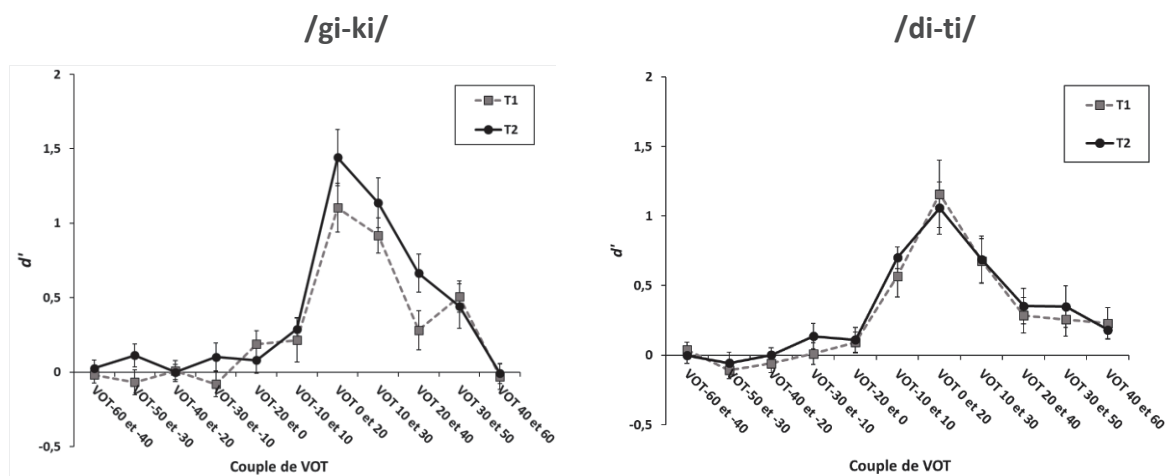 /gi-ki/
2
1,5
1
0,5
0
-0,5
d'
T1
T2
VOT-60 et -40
VOT-50 et -30
VOT-40 et -20
VOT-30 et -10
VOT-20 et 0
VOT-10 et 10
VOT 0 et 20
VOT 10 et 30
VOT 20 et 40
VOT 30 et 50
VOT 40 et 60
Couple de VOT
/di-ti/
2
1,5
1
0,5
0
-0,5
d'
T1
T2
VOT-60 et -40
VOT-50 et -30
VOT-40 et -20
VOT-30 et -10
VOT-20 et 0
VOT-10 et 10
VOT 0 et 20
VOT 10 et 30
VOT 20 et 40
VOT 30 et 50
VOT 40 et 60
Couple de VOT